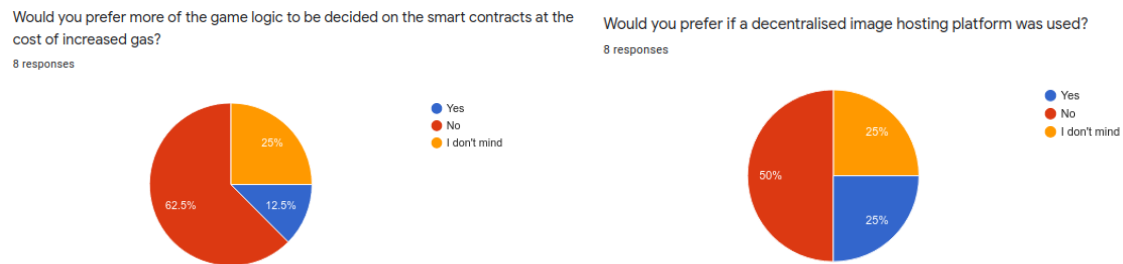 Would you prefer more of the game logic to be decided on the smart contracts at the
cost of increased gas?
8 responses
Yes
No
I don't mind
25%
62.5%
12.5%
Would you prefer if a decentralised image hosting platform was used?
8 responses
Yes
No
I don't mind
25%
50%
25%